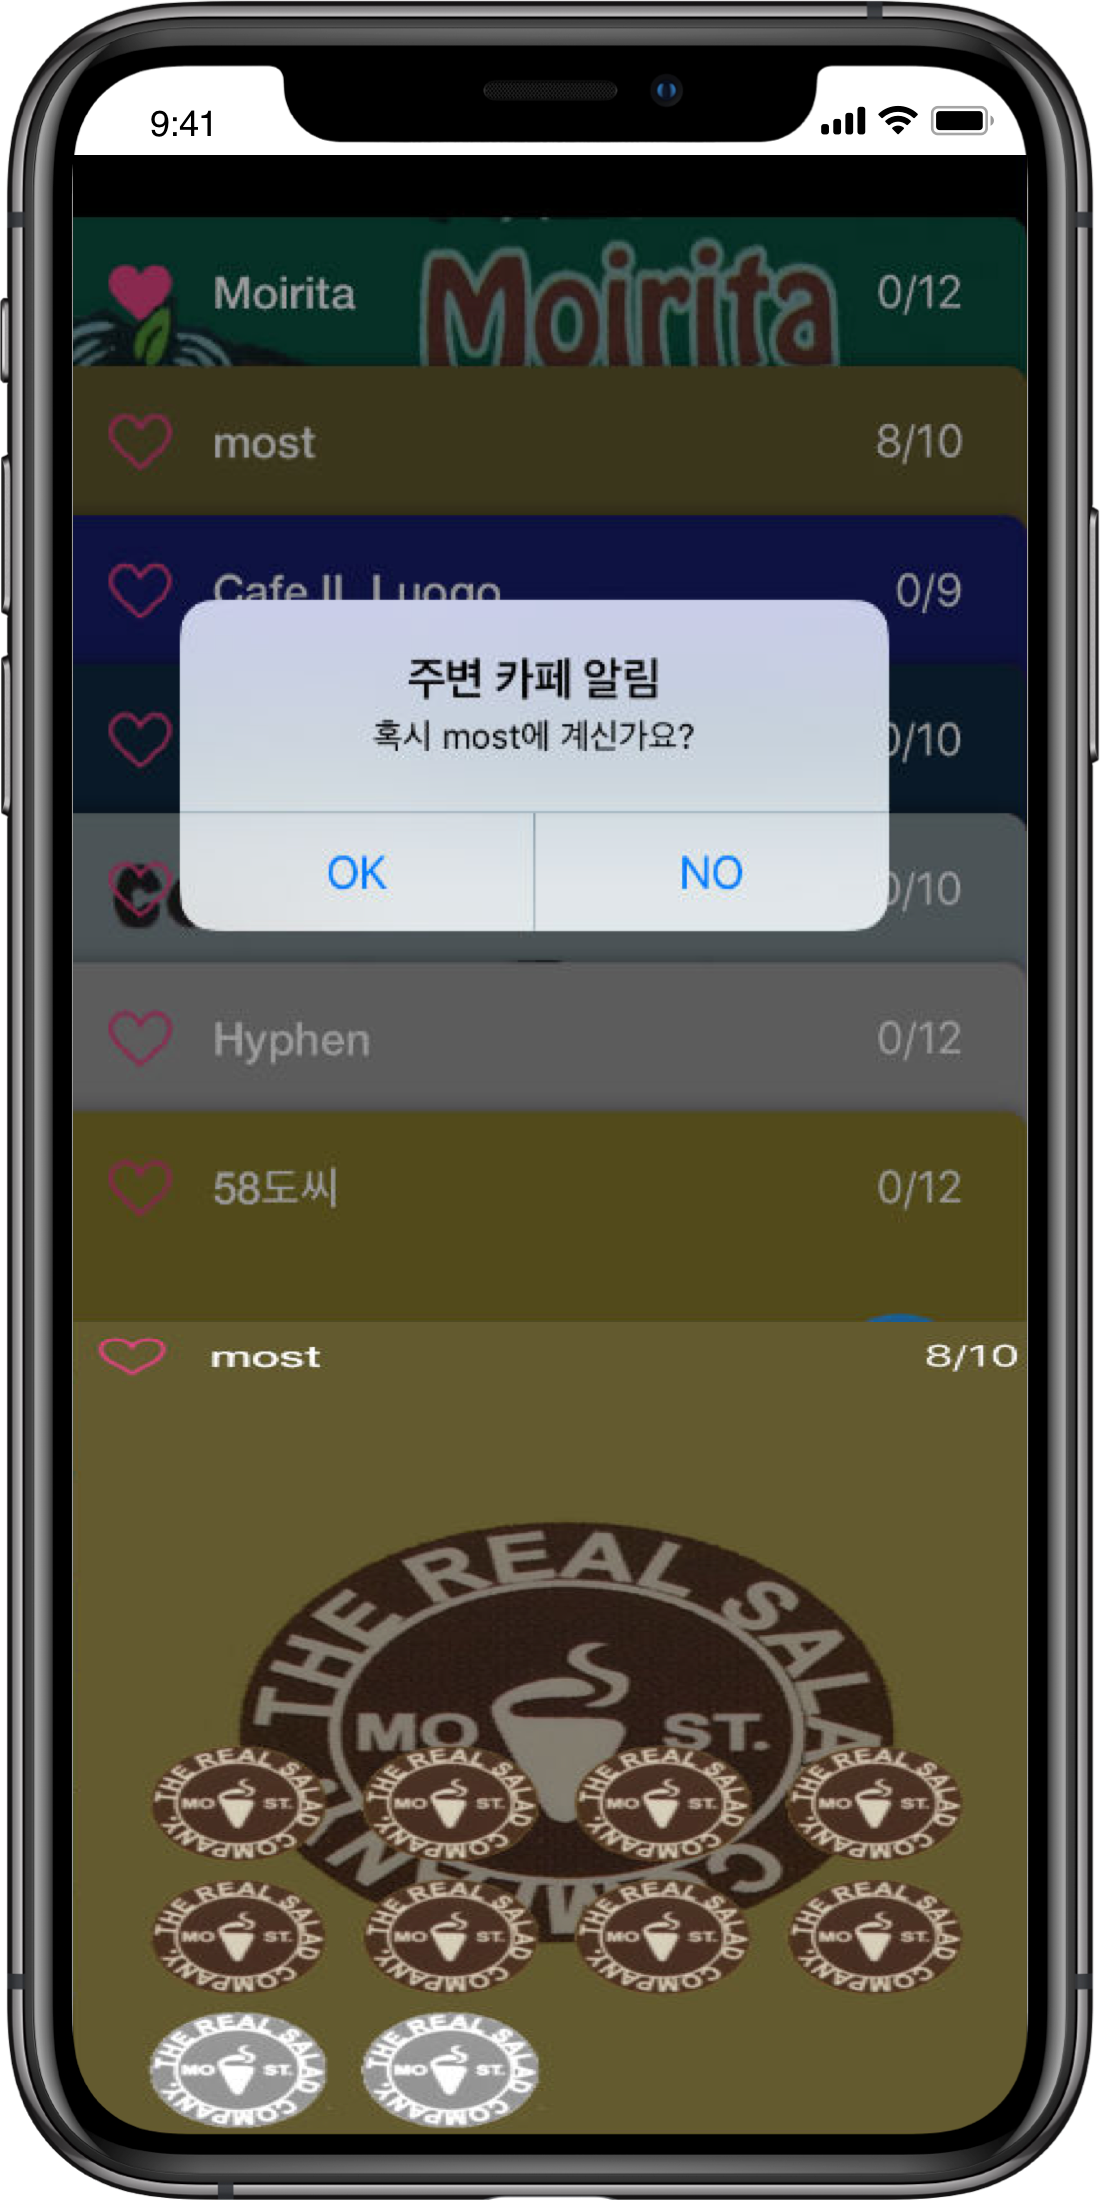 9:41
Moirita Moirita 0/12
most 8/10
Cafe IL Luogo 0/9
주변 카페 알림
혹시 most에 계신가요?
0/10
OK NO
0/10
Hyphen 0/12
58도씨 0/12
most 8/10
THE REAL SALA
MO ST.
THE REAL SALAD COMPANY. MO ST.
THE REAL SALAD COMPANY. MO ST.
THE REAL SALAD COMPANY. MO ST.
THE REAL SALAD COMPANY. MO ST.
THE REAL SALAD COMPANY. MO ST.
THE REAL SALAD COMPANY. MO ST.
THE REAL SALAD COMPANY. MO ST.
THE REAL SALAD COMPANY. MO ST.
THE REAL SALAD COMPANY. MO ST.
THE REAL SALAD COMPANY. MO ST.